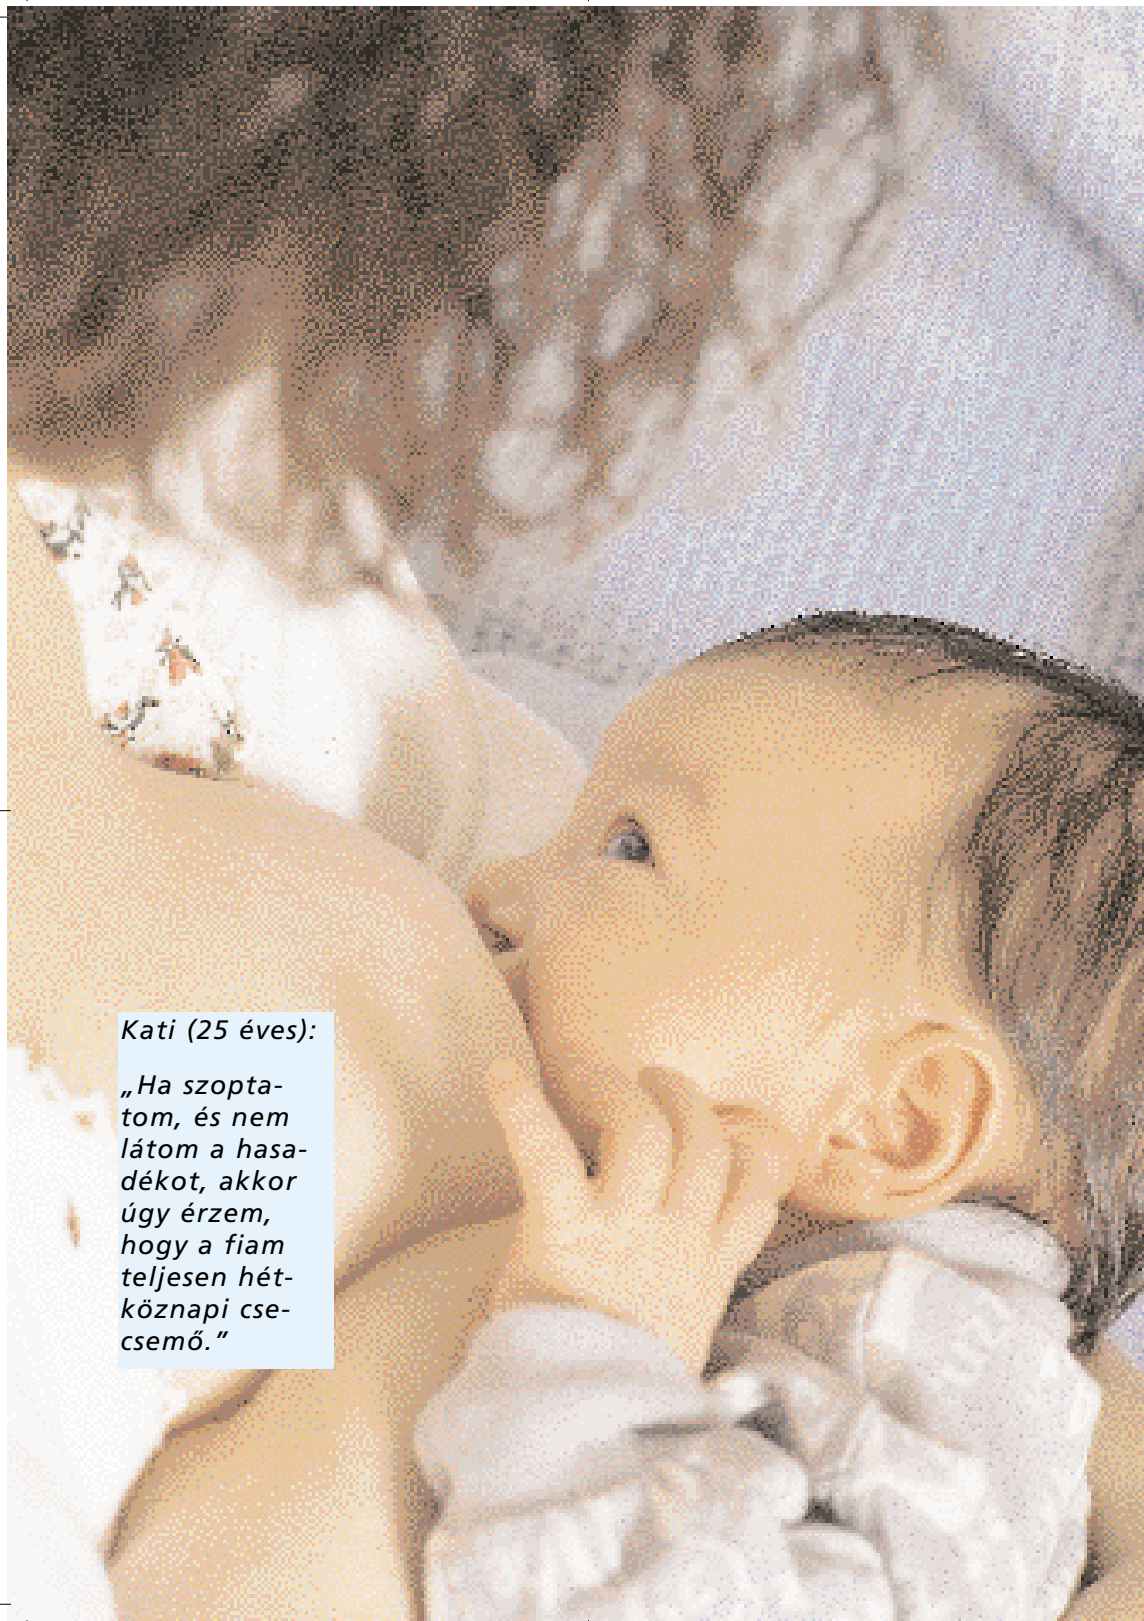 Kati (25 éves):
„Ha szopta-
tom, és nem
látom a hasa-
dékot, akkor
úgy érzem,
hogy a fiam
teljesen hét-
köznapi cse-
csemő.”